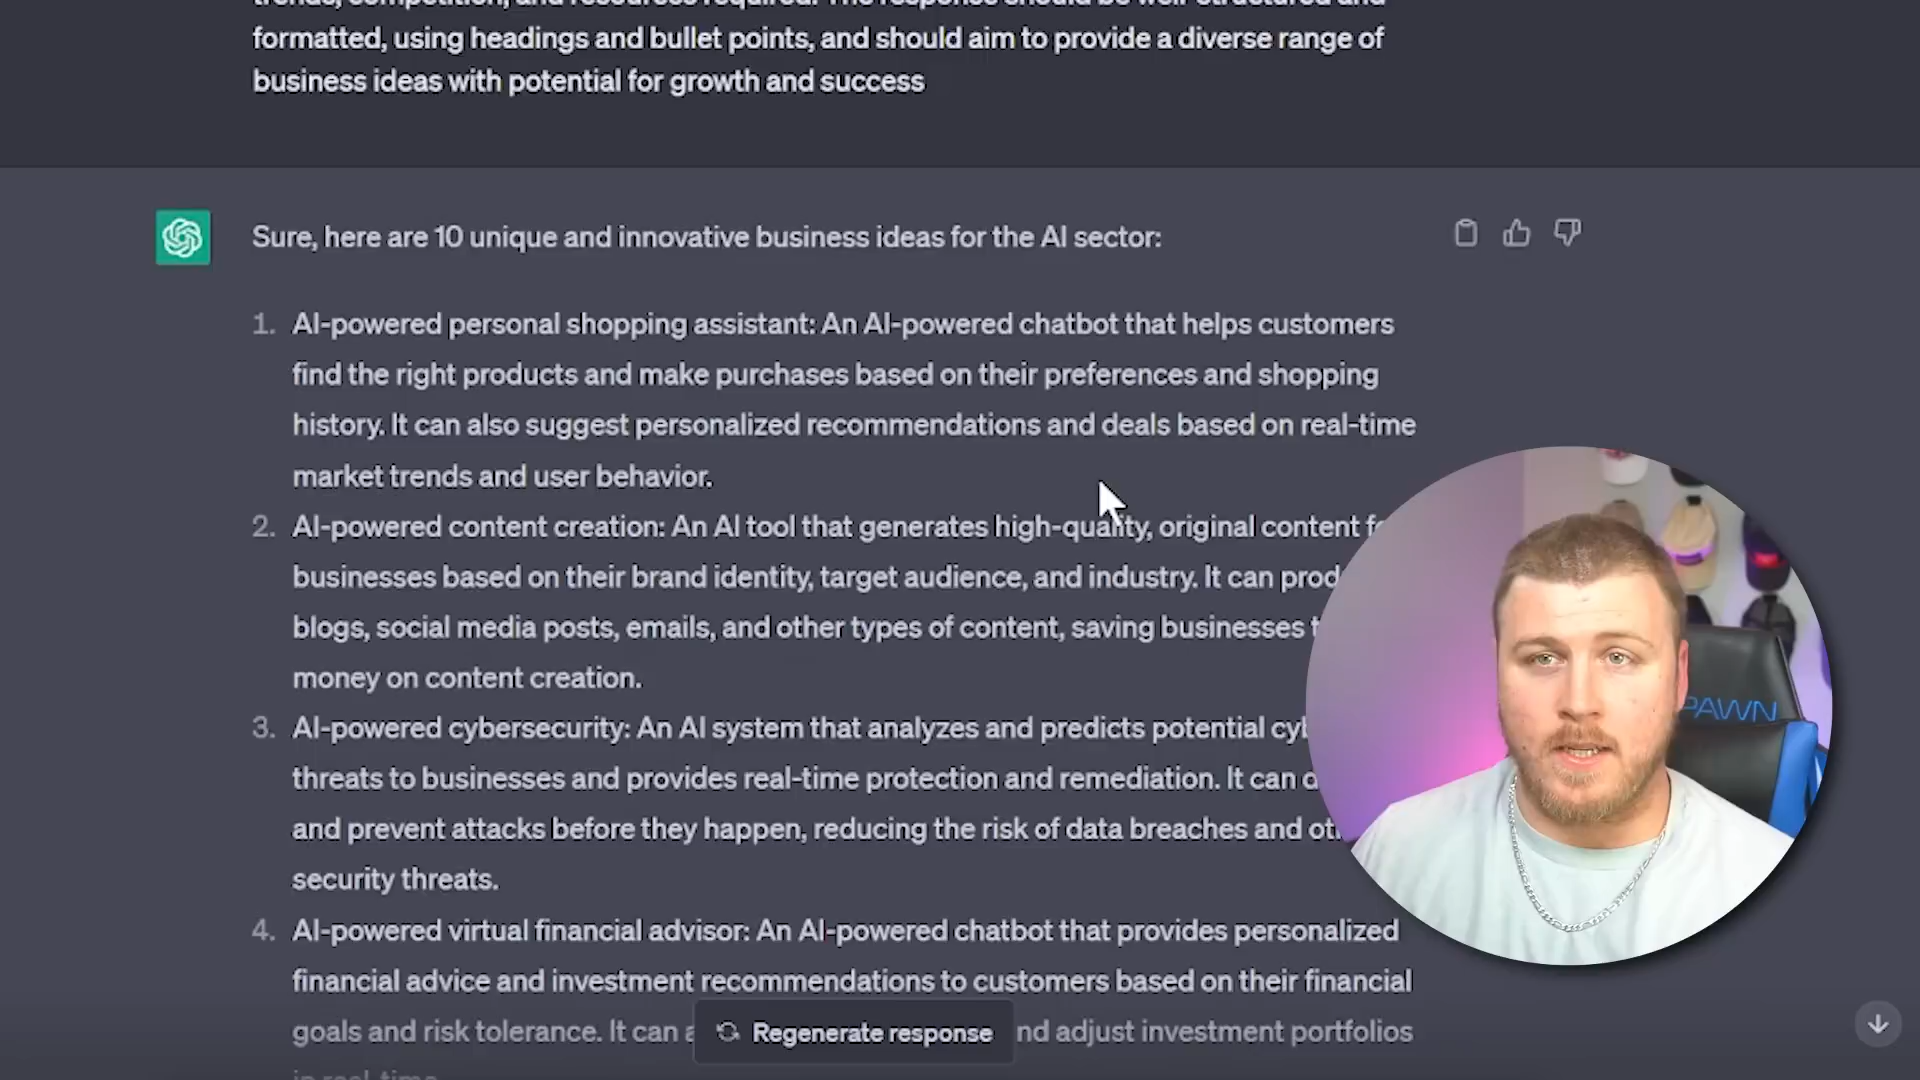 formatted, using headings and bullet points, and should aim to provide a diverse range of
business ideas with potential for growth and success
Sure, here are 10 unique and innovative business ideas for the AI sector:
1. AI-powered personal shopping assistant: An AI-powered chatbot that helps customers
find the right products and make purchases based on their preferences and shopping
history. It can also suggest personalized recommendations and deals based on real-time
market trends and user behavior.
2. AI-powered content creation: An AI tool that generates high-quality, original content
businesses based on their brand identity, target audience, and industry. It can
blogs, social media posts, emails, and other types of content, saving businesses
money on content creation.
3. AI-powered cybersecurity: An AI system that analyzes and predicts potential
threats to businesses and provides real-time protection and remediation. It can
and prevent attacks before they happen, reducing the risk of data breaches and
security threats.
4. AI-powered virtual financial advisor: An AI-powered chatbot that provides personalized
financial advice and investment recommendations to customers based on their financial
goals and risk tolerance. It can
Regenerate response
adjust investment portfolios
PAWN